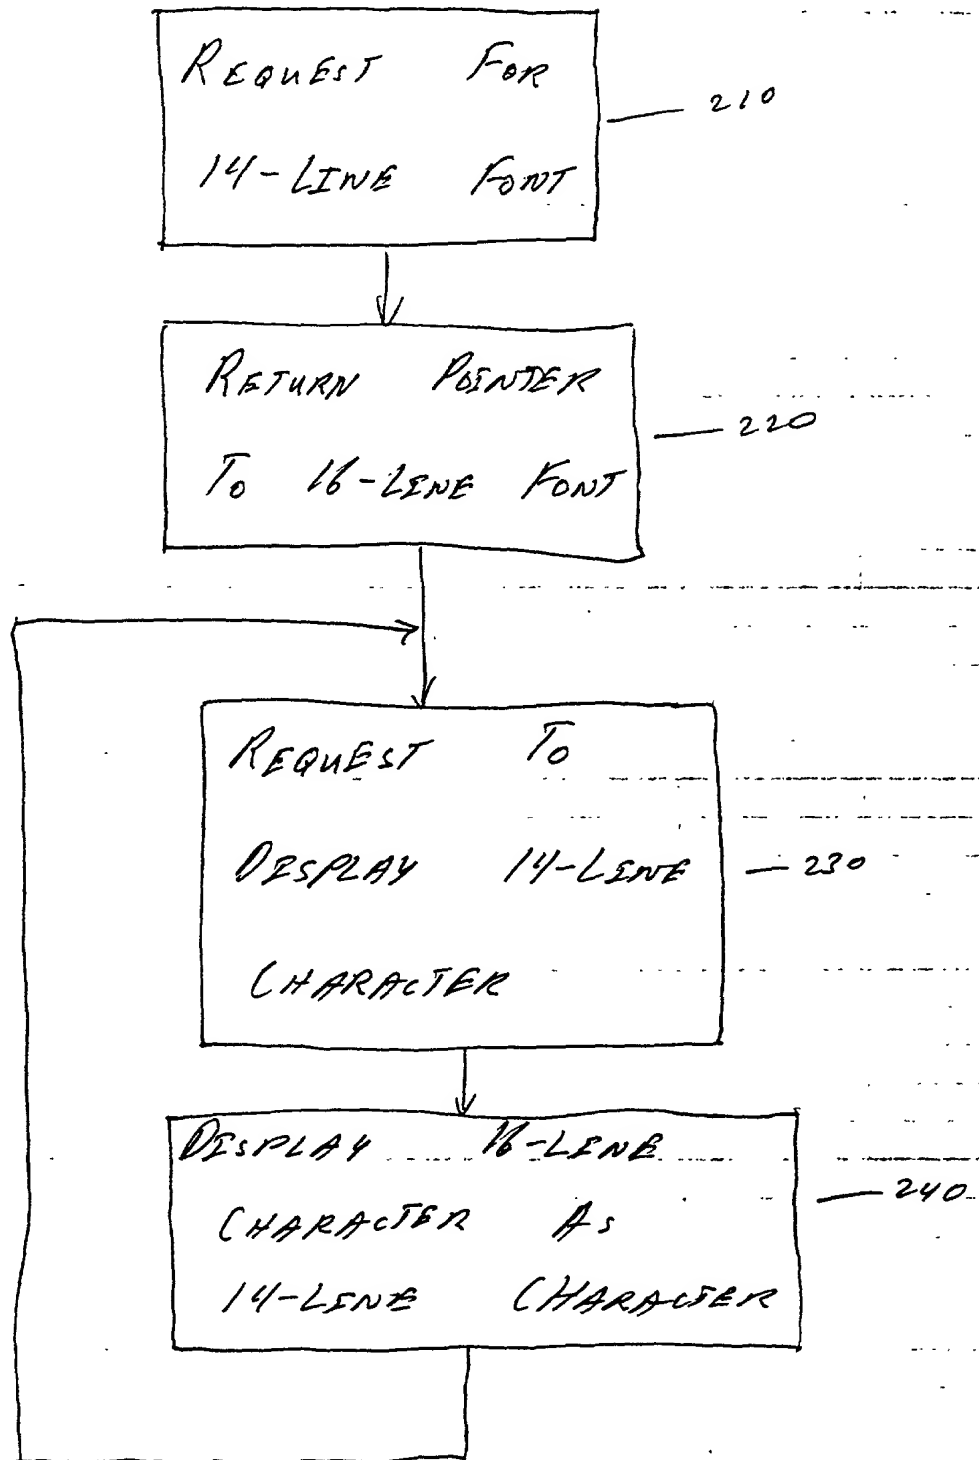 REQUEST FOR
14-LINE FONT
210
RETURN POINTER
TO 16-LINE FONT
220
REQUEST TO
DISPLAY 14-LINE
CHARACTER
230
DISPLAY 16-LINE
CHARACTER AS
14-LINE CHARACTER
240